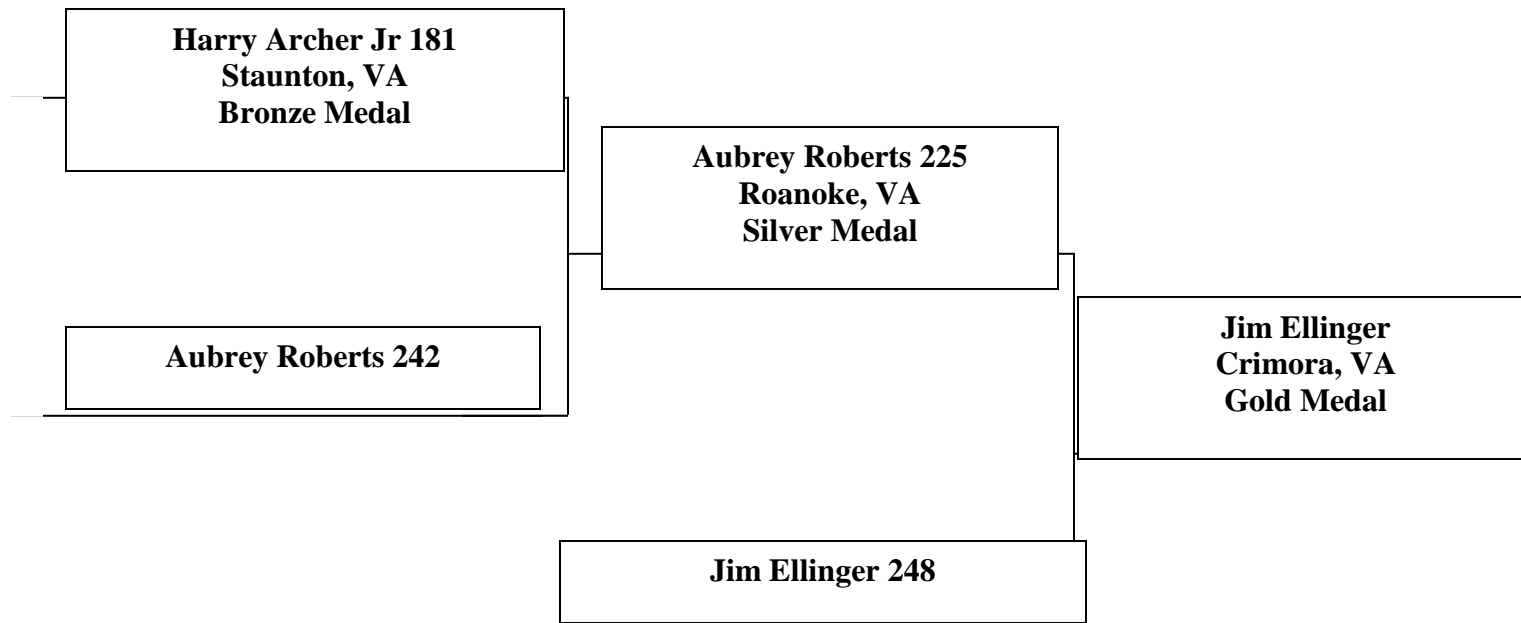 Harry Archer Jr 181
Staunton, VA
Bronze Medal
Aubrey Roberts 242
Aubrey Roberts 225
Roanoke, VA
Silver Medal
Jim Ellinger 248
Jim Ellinger
Crimora, VA
Gold Medal